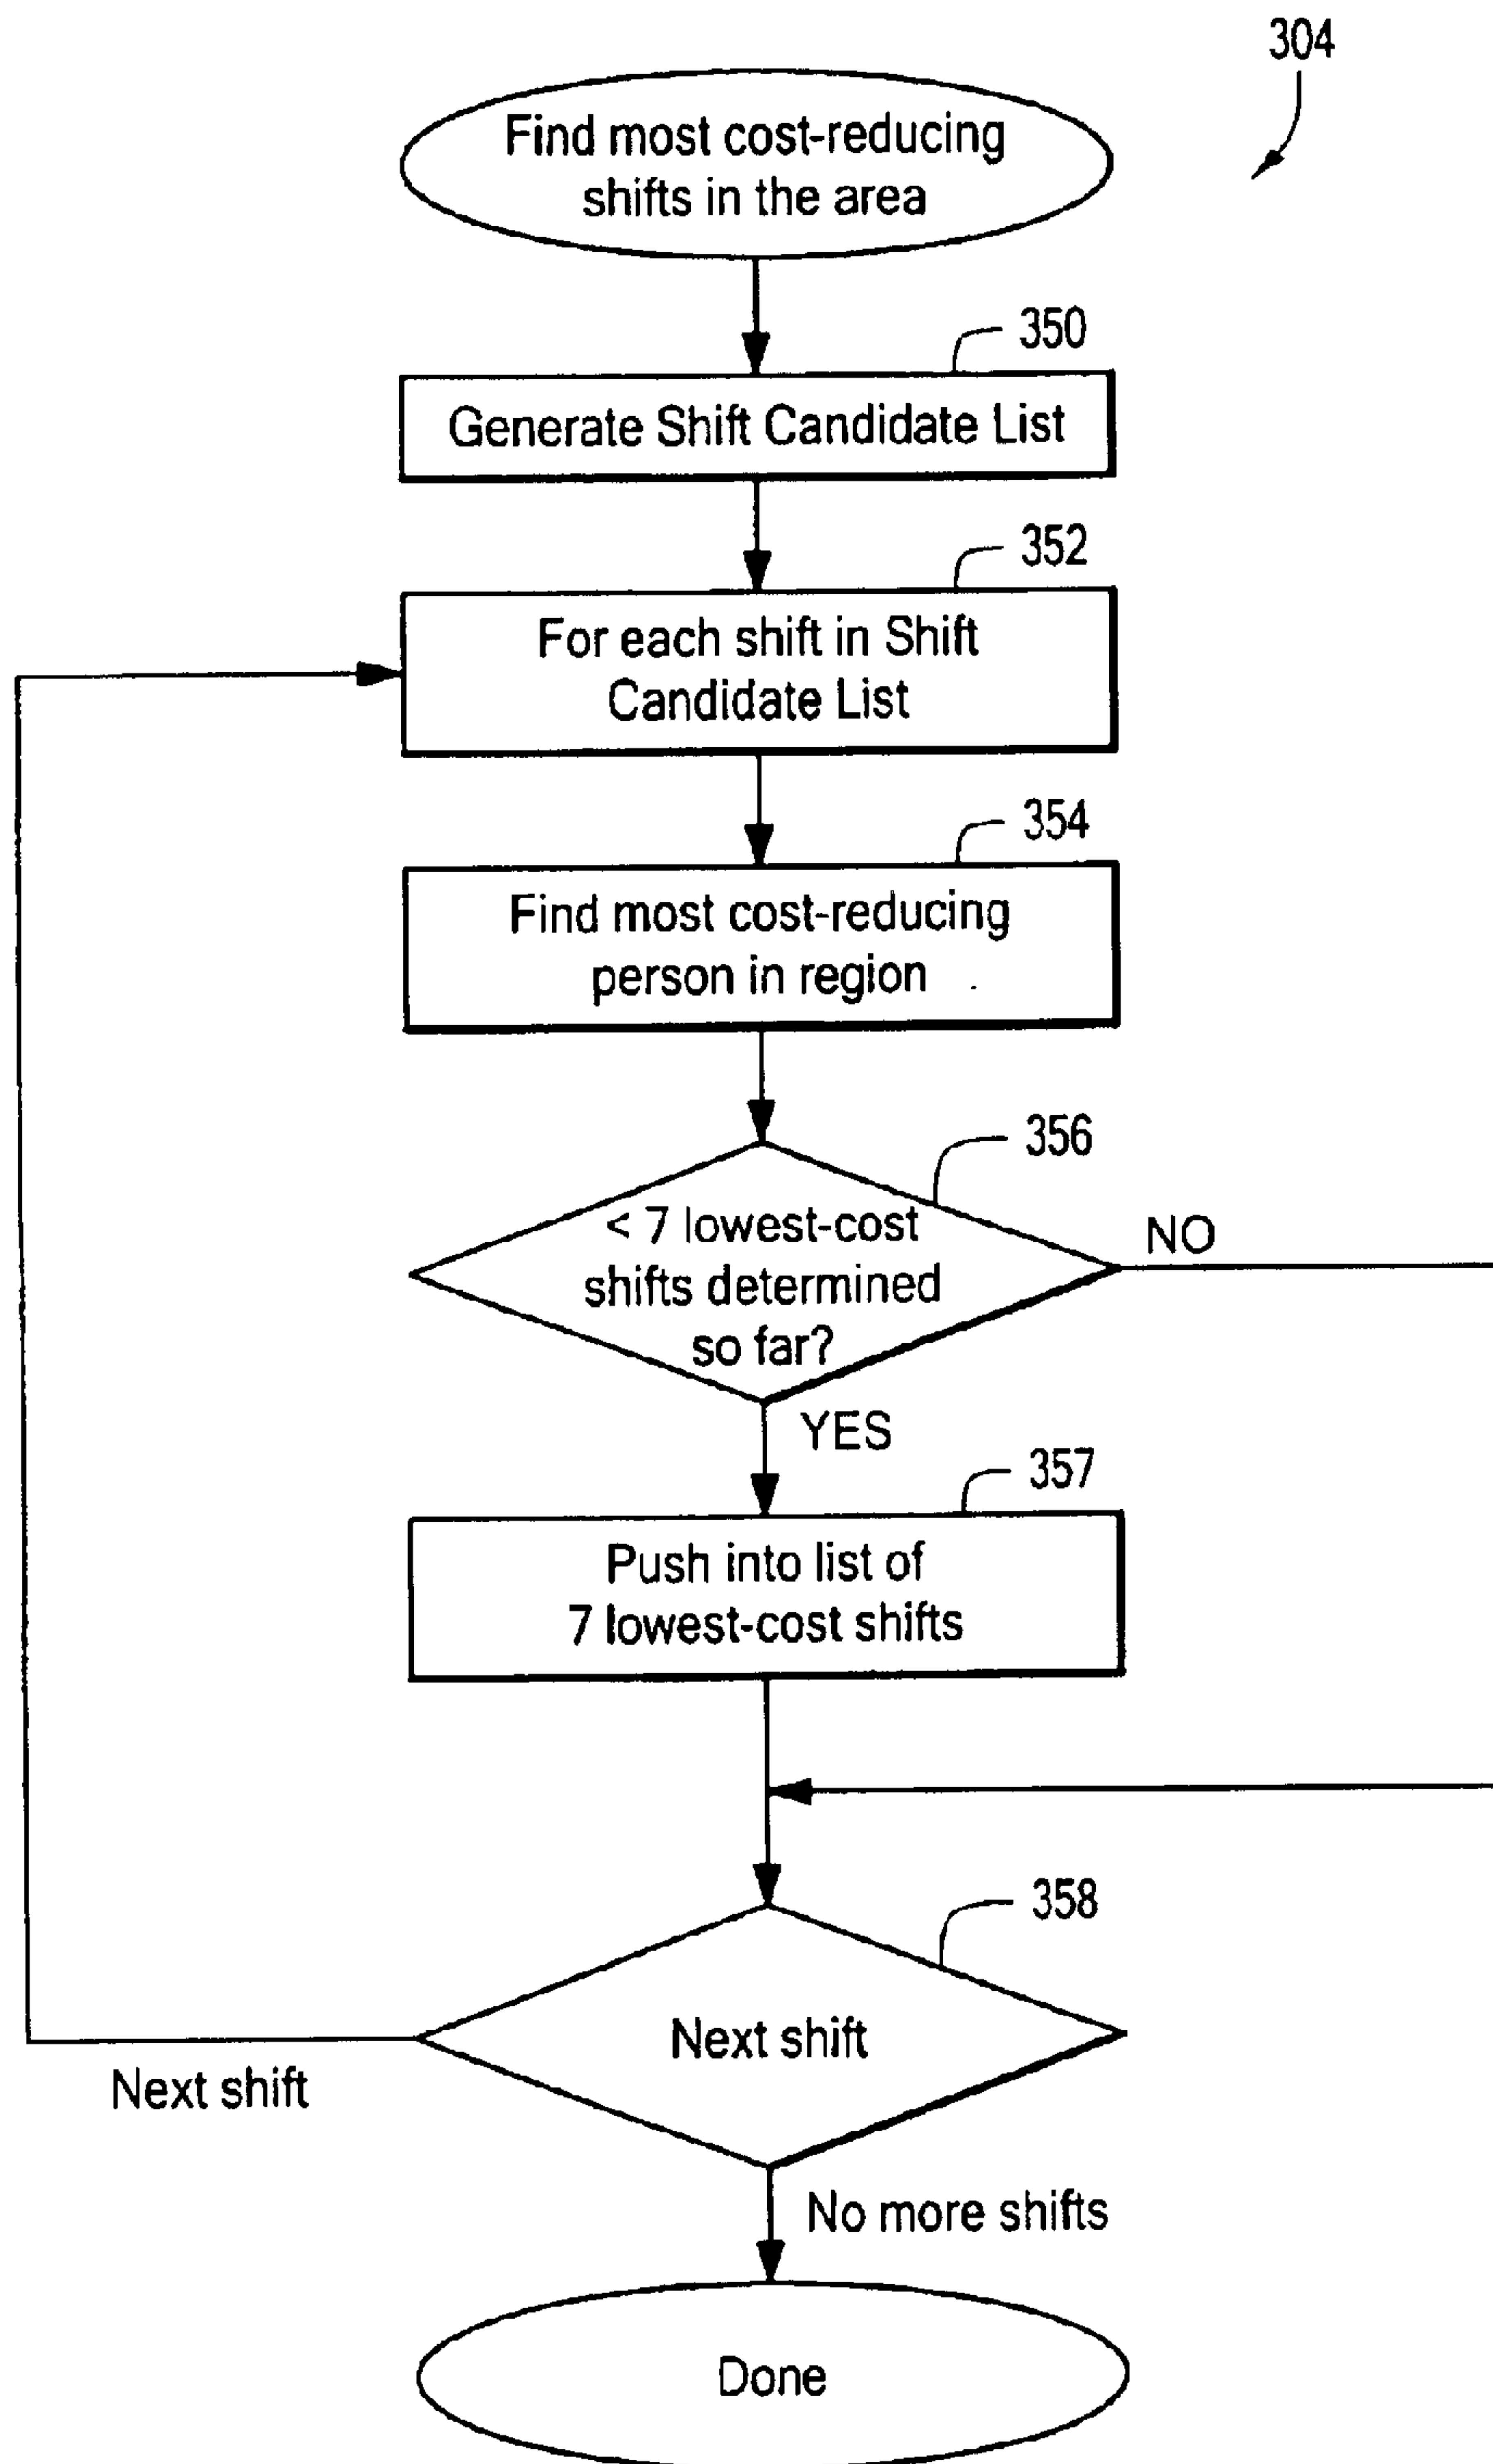 304
Find most cost-reducing
shifts in the area
350
Generate Shift Candidate List
352
For each shift in Shift
Candidate List
354
Find most cost-reducing
person in region
356
< 7 lowest-cost
shifts determined
so far?
NO
YES
357
Push into list of
7 lowest-cost shifts
358
Next shift
Next shift
No more shifts
Done